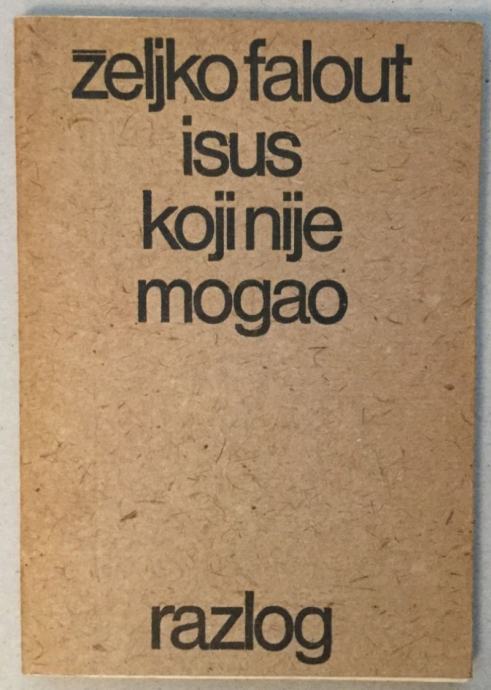 željko falout
isus
koji nije
mogao
razlog